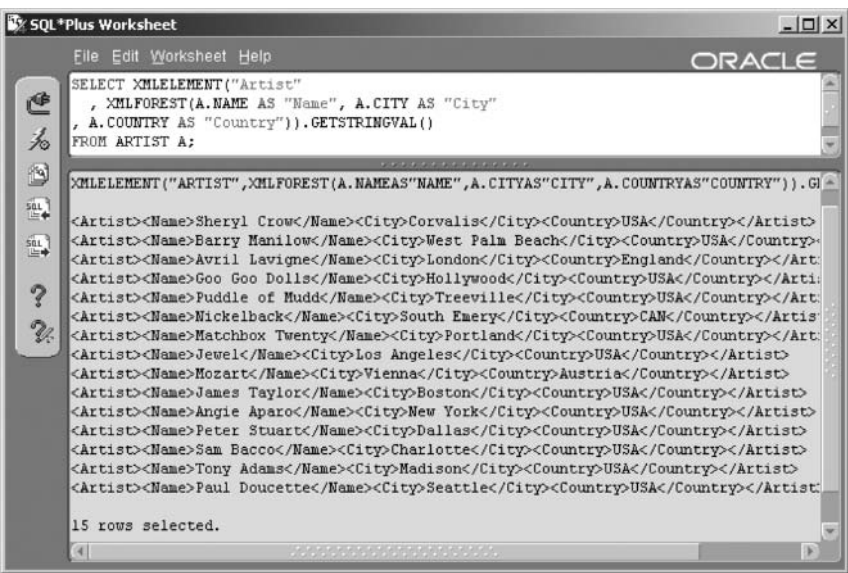 SQL*Plus Worksheet
File Edit Worksheet Help
ORACLE
SELECT XMLELEMENT("Artist"
, XMLFOREST(A.NAME AS "Name", A.CITY AS "City"
, A.COUNTRY AS "Country")).GETSTRINGVAL()
FROM ARTIST A;
XMLELEMENT("ARTIST",XMLFOREST(A.NAMEAS"NAME",A.CITYAS"CITY",A.COUNTRYAS"COUNTRY")).G
<Artist><Name>Sheryl Crow</Name><City>Corvalis</City><Country>USA</Country></Artist>
<Artist><Name>Barry Manilow</Name><City>West Palm Beach</City><Country>USA</Country>
<Artist><Name>Avril Lavigne</Name><City>London</City><Country>England</Country></Art
<Artist><Name>Goo Goo Dolls</Name><City>Hollywood</City><Country>USA</Country></Arti
<Artist><Name>Puddle of Mudd</Name><City>Treeville</City><Country>USA</Country></Art
<Artist><Name>Nickelback</Name><City>South Emery</City><Country>CAN</Country></Artis
<Artist><Name>Matchbox Twenty</Name><City>Portland</City><Country>USA</Country></Art
<Artist><Name>Jewel</Name><City>Los Angeles</City><Country>USA</Country></Artist>
<Artist><Name>Mozart</Name><City>Vienna</City><Country>Austria</Country></Artist>
<Artist><Name>James Taylor</Name><City>Boston</City><Country>USA</Country></Artist>
<Artist><Name>Angie Aparo</Name><City>New York</City><Country>USA</Country></Artist>
<Artist><Name>Peter Stuart</Name><City>Dallas</City><Country>USA</Country></Artist>
<Artist><Name>Sam Bacco</Name><City>Charlotte</City><Country>USA</Country></Artist>
<Artist><Name>Tony Adams</Name><City>Madison</City><Country>USA</Country></Artist>
<Artist><Name>Paul Doucette</Name><City>Seattle</City><Country>USA</Country></Artist
15 rows selected.
SQL
SQL